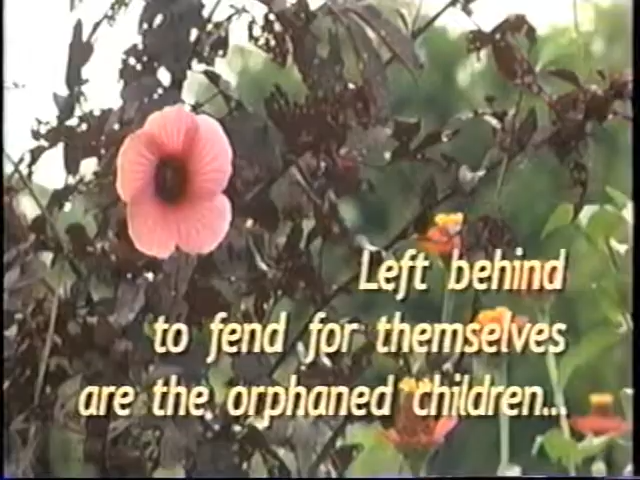 Left behind
to fend for themselves
are the orphaned children...